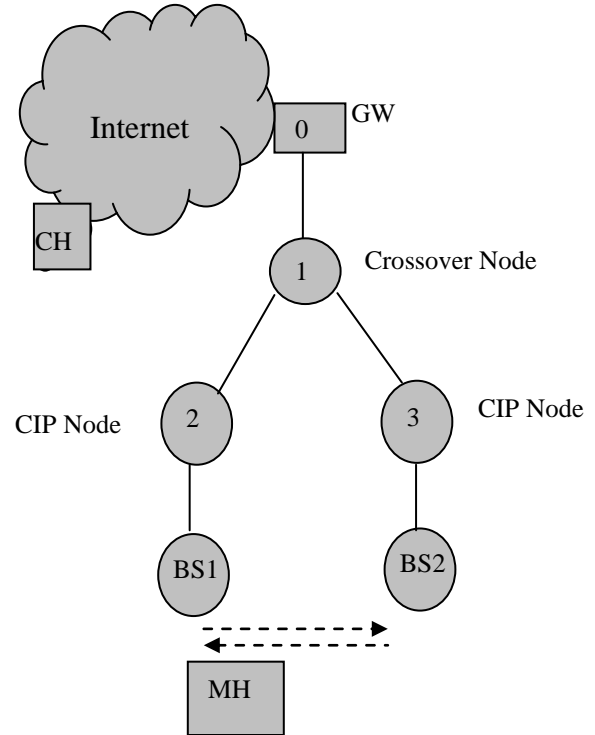 GW
Internet
0
CH
1
Crossover Node
CIP Node
2
3
CIP Node
BS1
BS2
MH